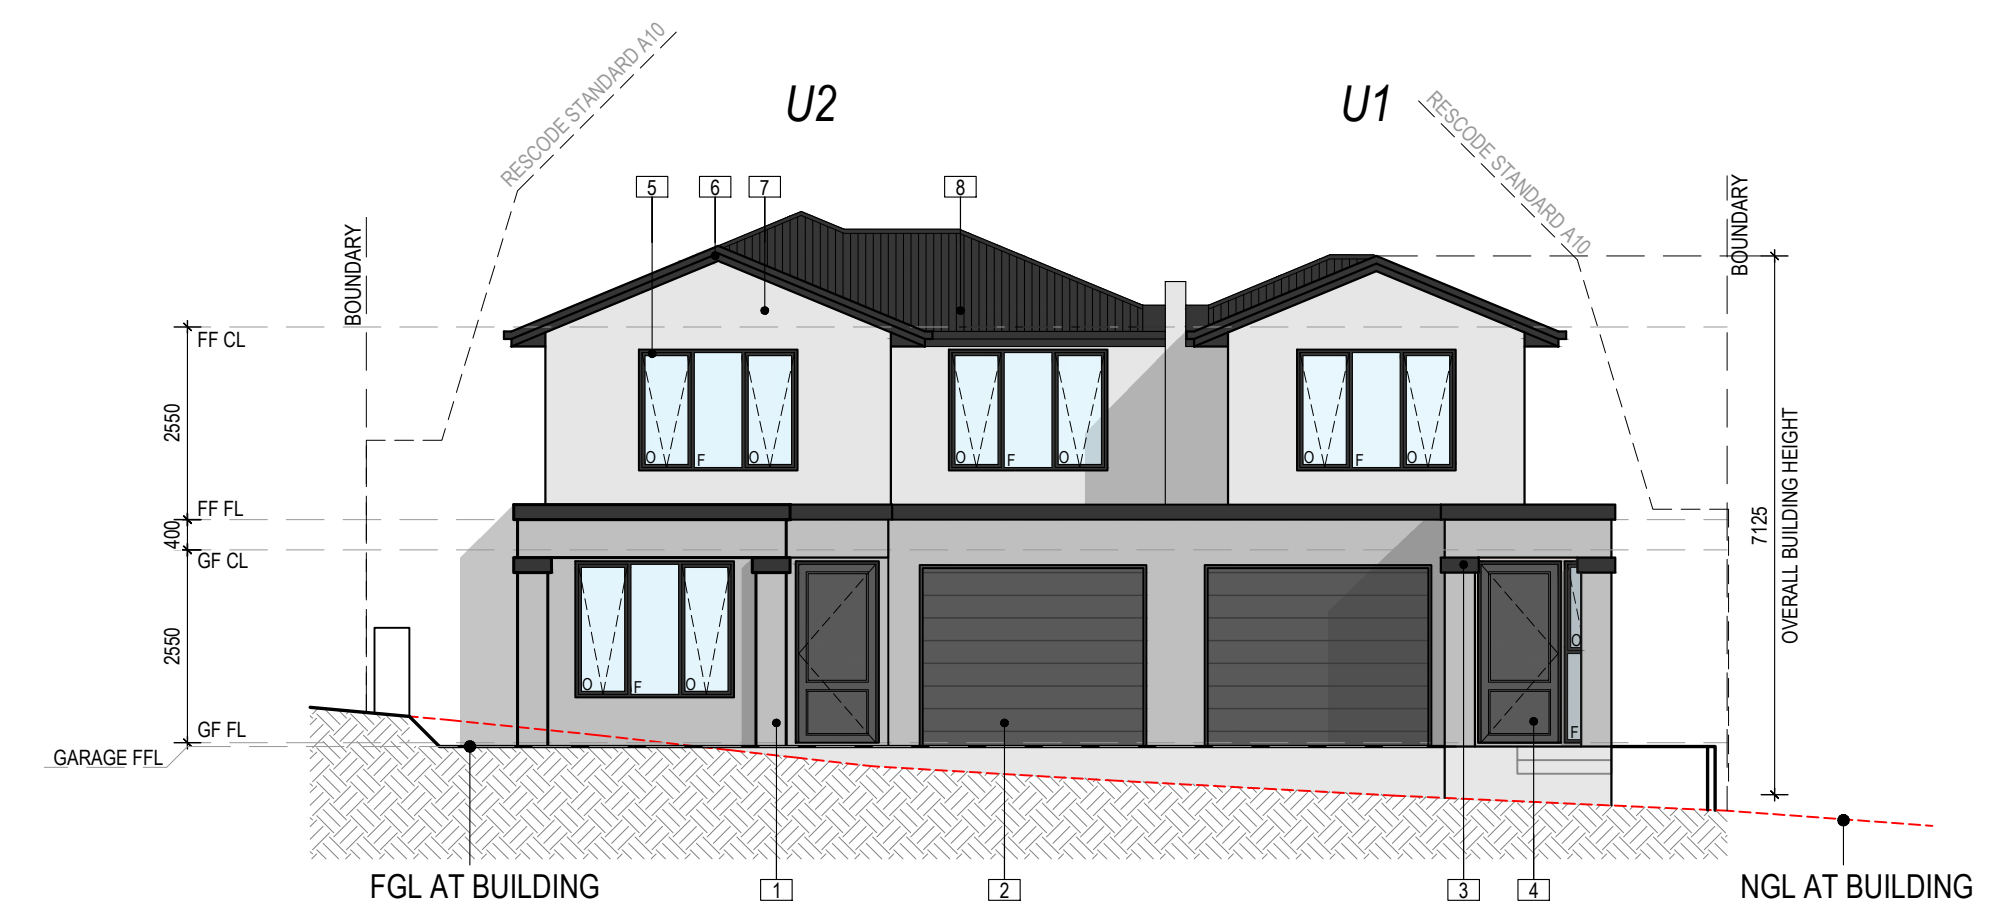 RESCODE STANDARD A10
U2
U1
RESCODE STANDARD A10
5
6
7
8
BOUNDARY
BOUNDARY
FF CL
2550
FF FL
400
GF CL
2550
GF FL
GARAGE FFL
O
F
O
O
F
O
O
F
O
O
F
O
O
F
7125
OVERALL BUILDING HEIGHT
FGL AT BUILDING
1
2
3
4
NGL AT BUILDING